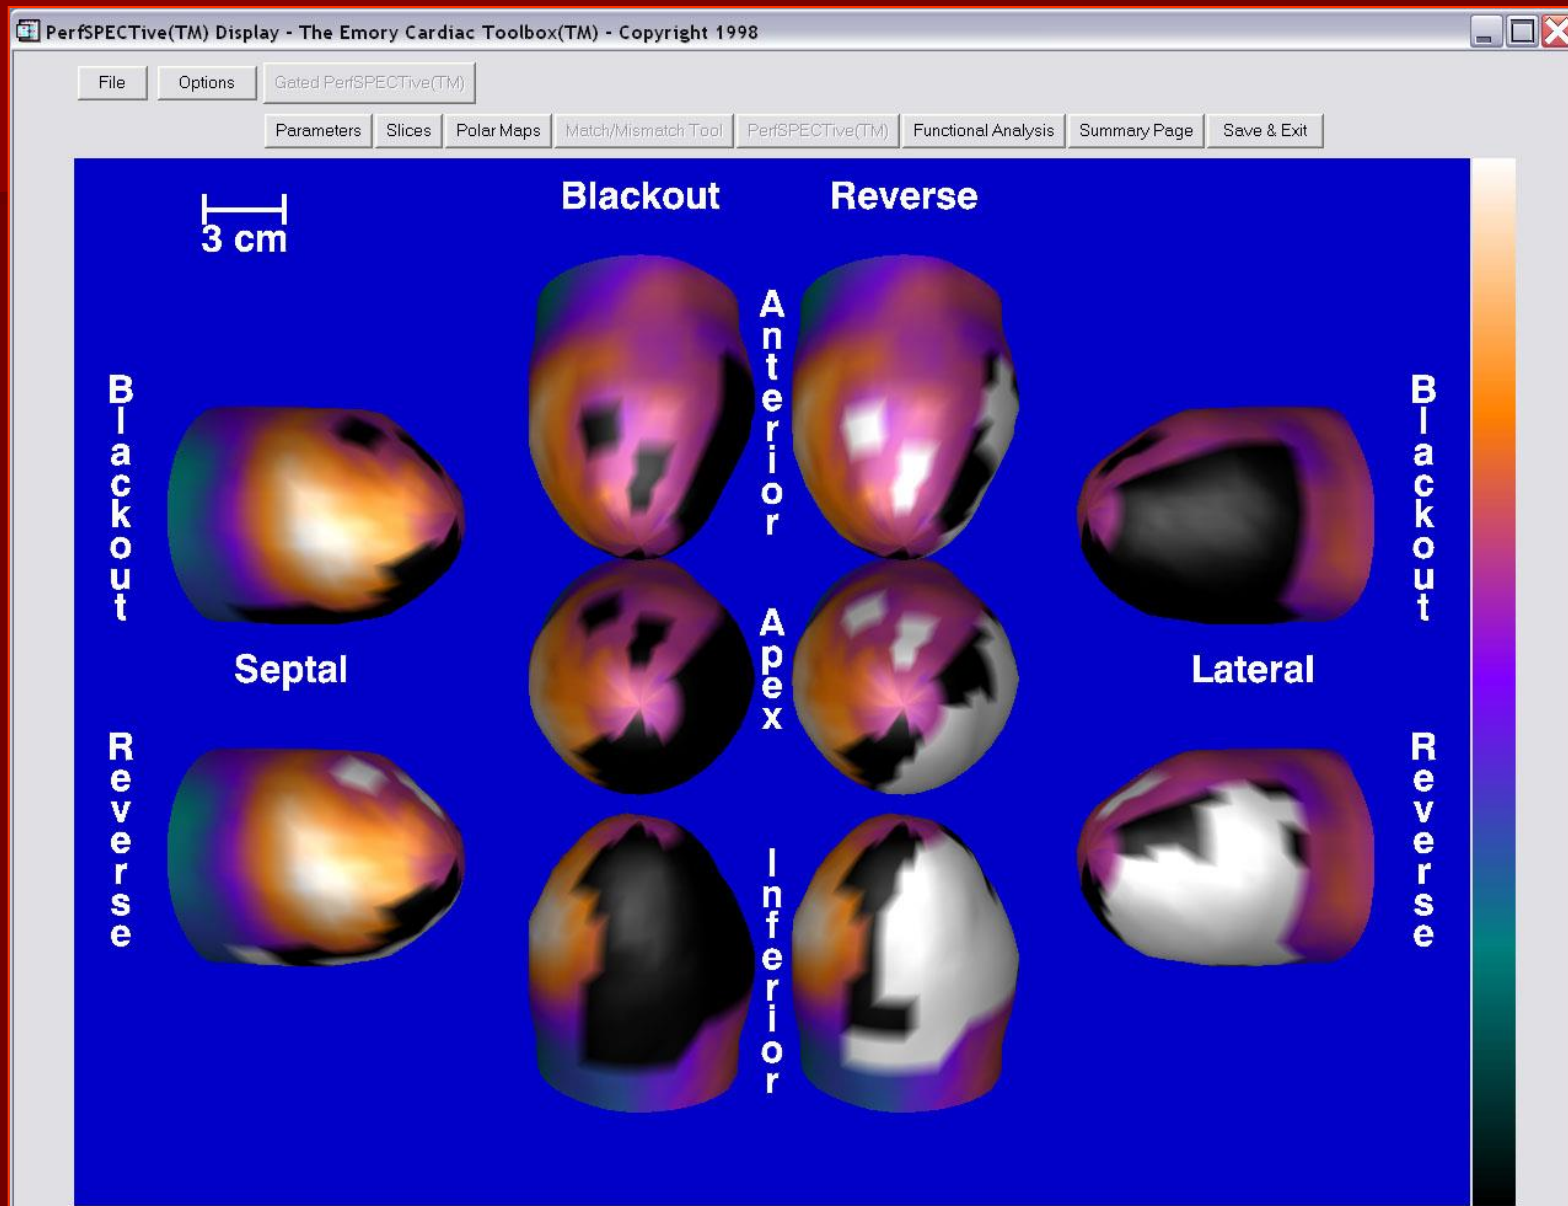 PerfSPECTive(TM) Display - The Emory Cardiac Toolbox(TM) - Copyright 1998
File Options Gated PerfSPECTive(TM)
Parameters Slices Polar Maps Match/Mismatch Tool PerfSPECTive(TM) Functional Analysis Summary Page Save & Exit
Blackout Reverse
3 cm
Anterior
Blackout
Blackout
Apex
Septal
Lateral
Reverse
Reverse
Inferior